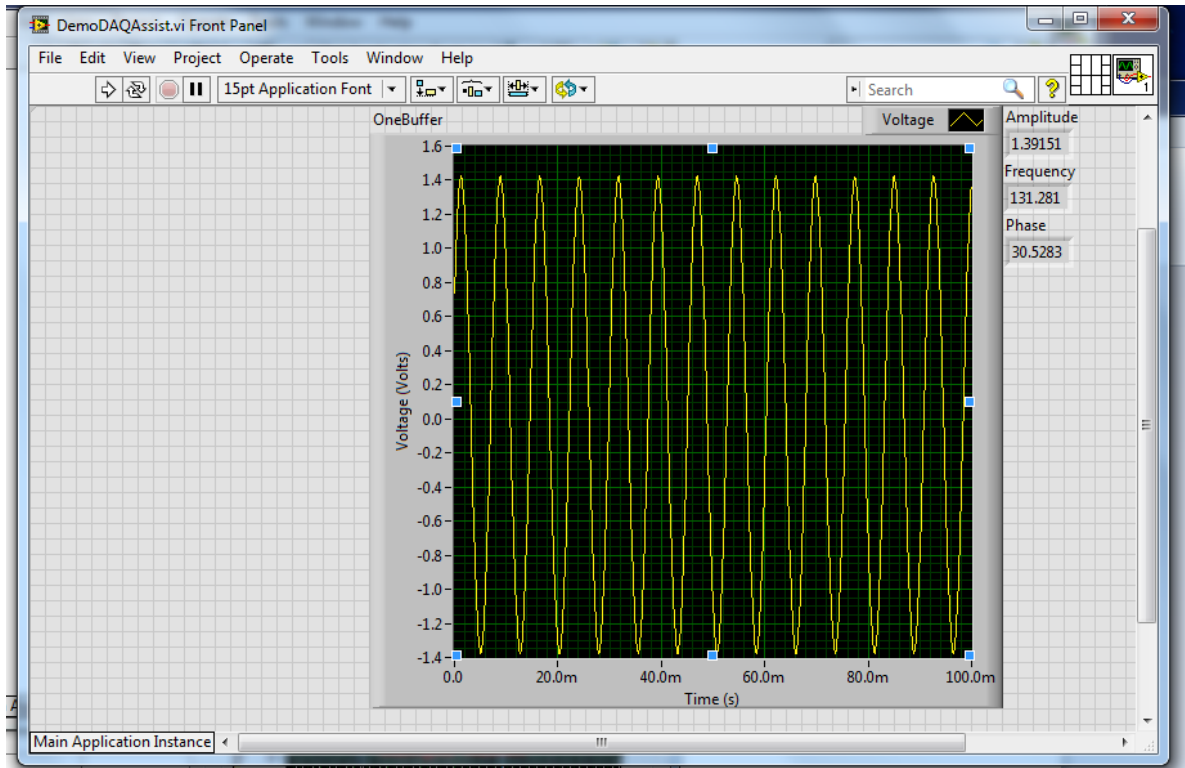 DemoDAQAssist.vi Front Panel
File Edit View Project Operate Tools Window Help
15pt Application Font
Search
1
OneBuffer
Voltage
Amplitude
1.39151
Frequency
131.281
Phase
30.5283
1.6
1.4
1.2
1.0
0.8
0.6
0.4
0.2
0.0
-0.2
-0.4
-0.6
-0.8
-1.0
-1.2
-1.4
Voltage (Volts)
0.0 20.0m 40.0m 60.0m 80.0m 100.0m
Time (s)
Main Application Instance